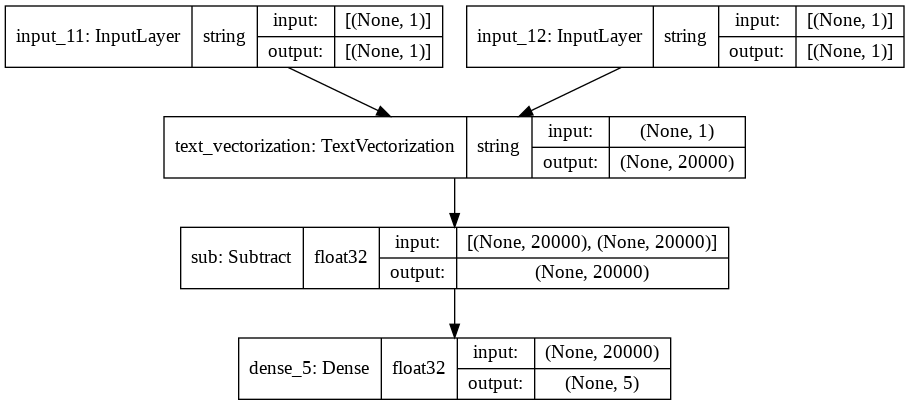 input_11: InputLayer string input: [(None, 1)]
output: [(None, 1)]
input_12: InputLayer string input: [(None, 1)]
output: [(None, 1)]
text_vectorization: TextVectorization string input: (None, 1)
output: (None, 20000)
sub: Subtract float32 input: [(None, 20000), (None, 20000)]
output: (None, 20000)
dense_5: Dense float32 input: (None, 20000)
output: (None, 5)